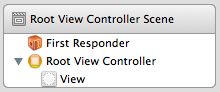 Root View Controller Scene
First Responder
Root View Controller
View